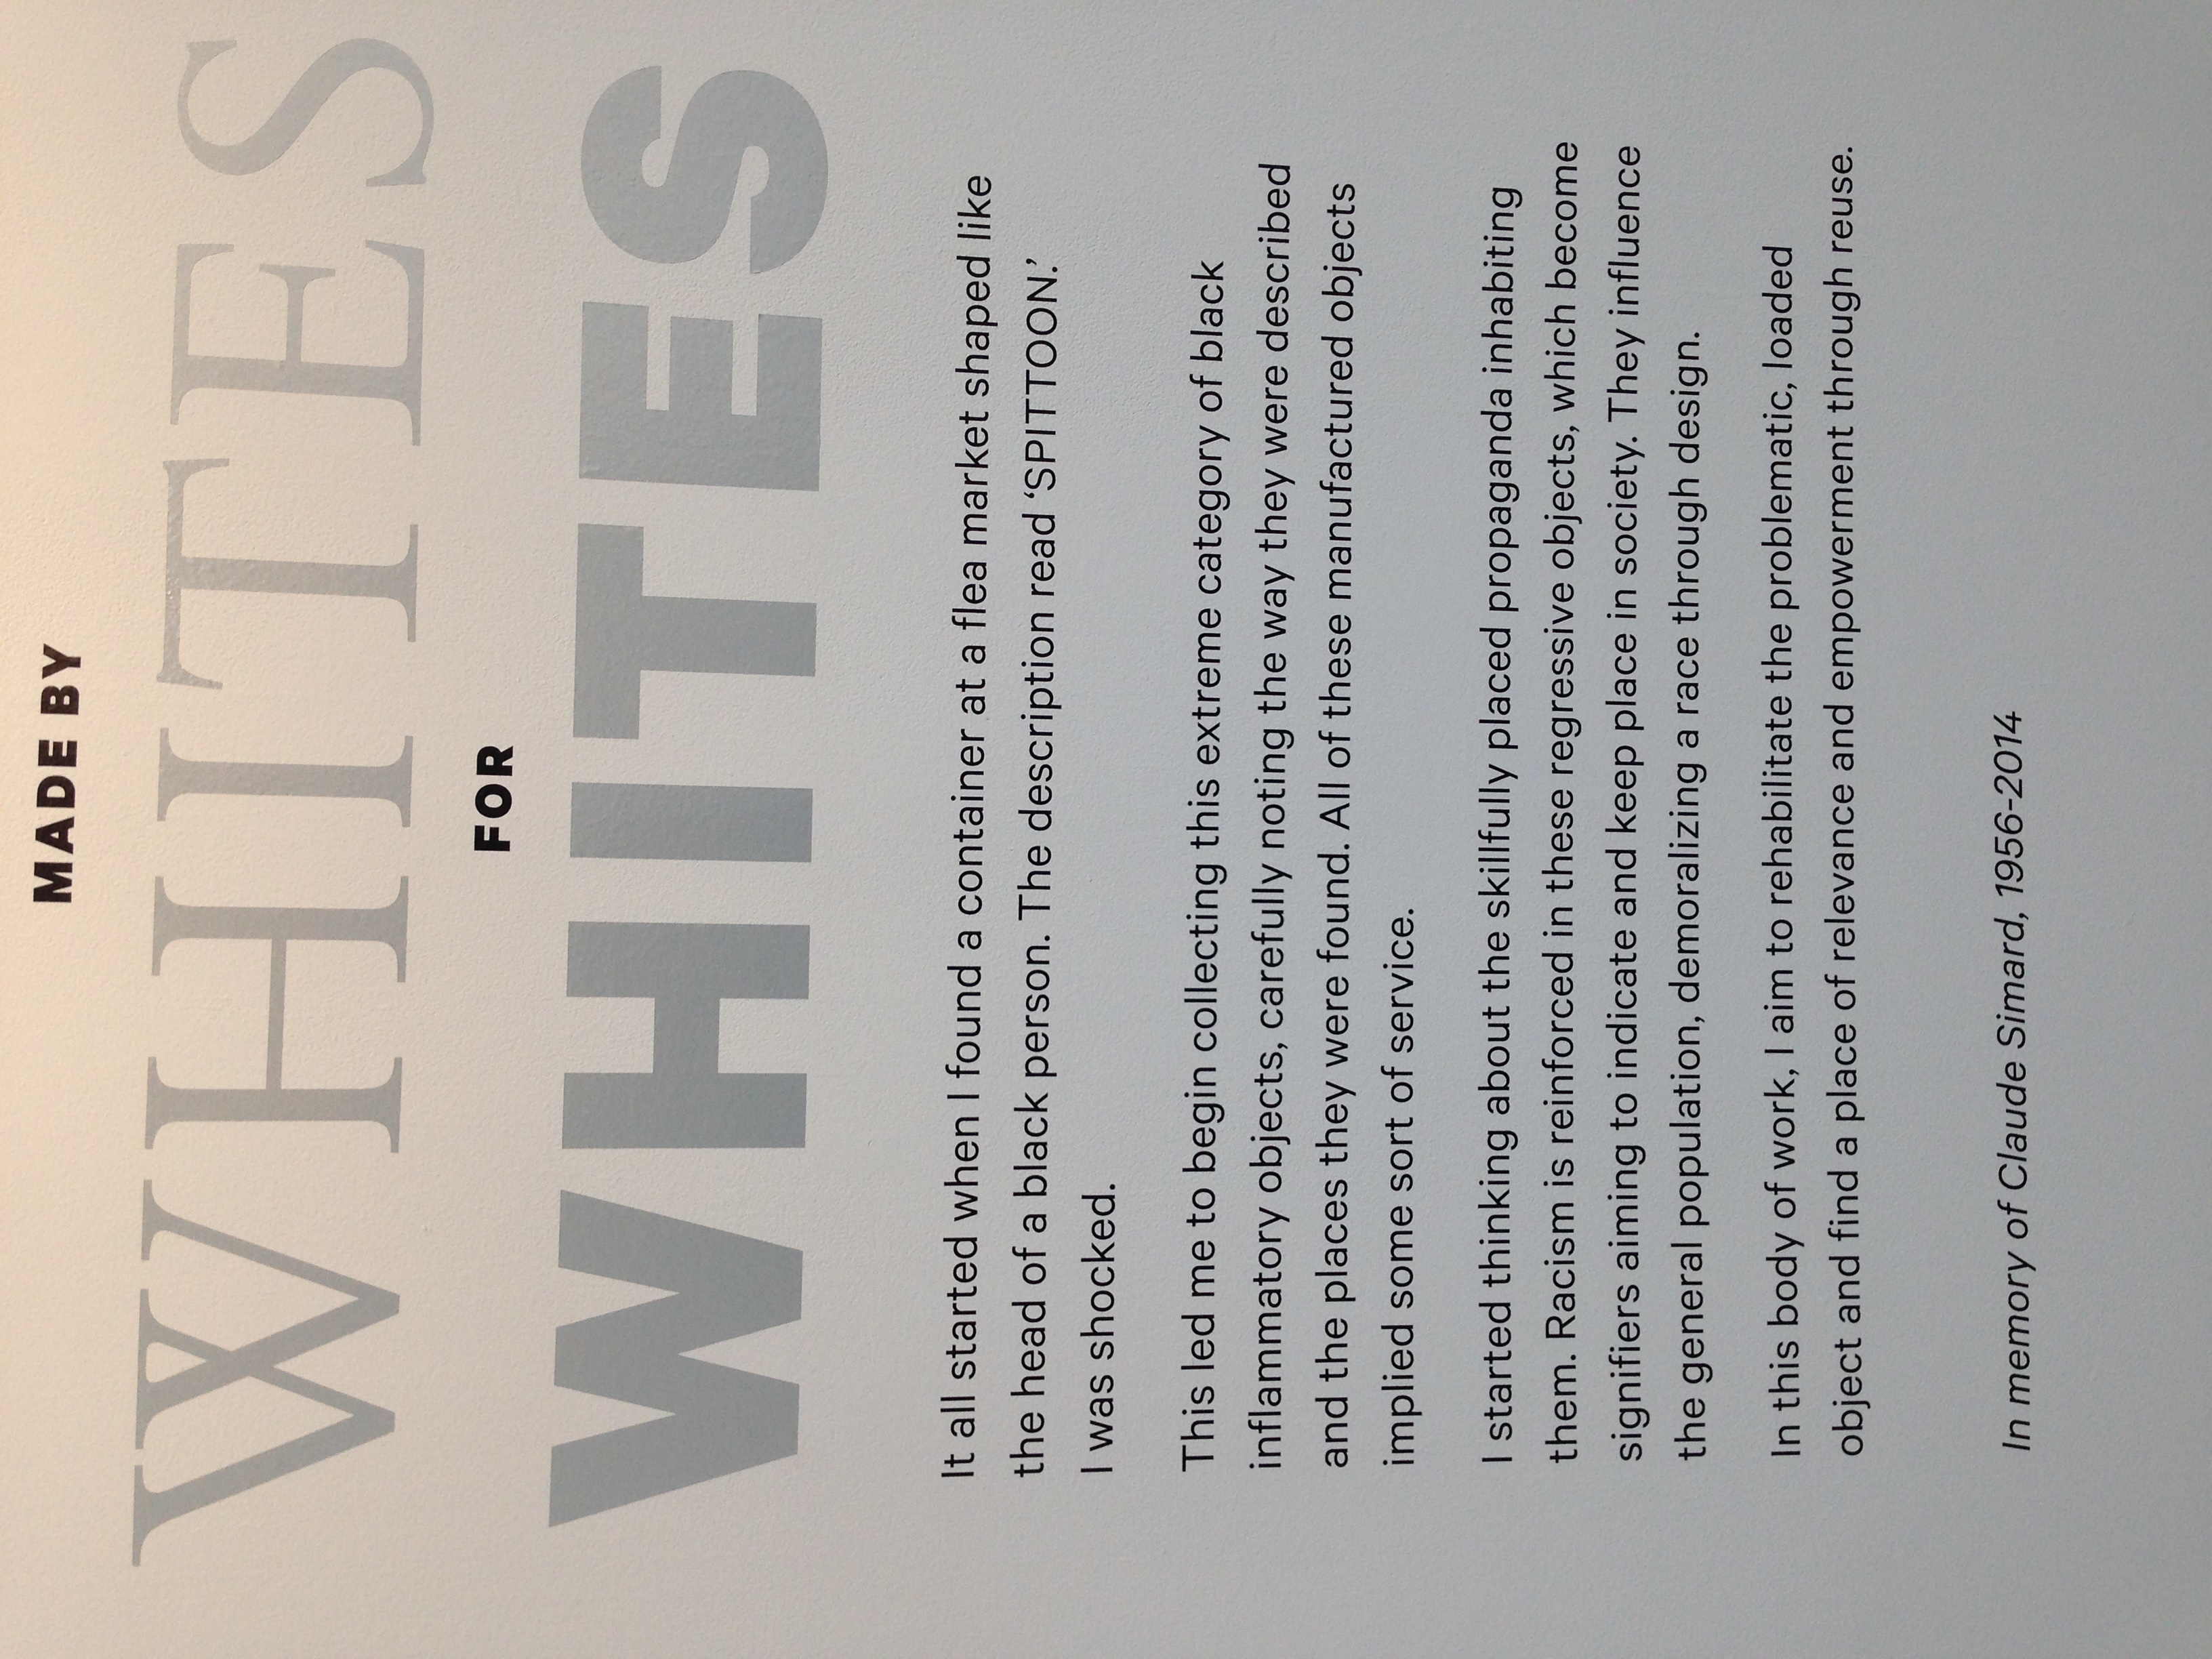 MADE BY
WHITES
FOR
WHITES
It all started when I found a container at a flea market shaped like
the head of a black person. The description read ‘SPITTOON.’
I was shocked.
This led me to begin collecting this extreme category of black
inflammatory objects, carefully noting the way they were described
and the places they were found. All of these manufactured objects
implied some sort of service.
I started thinking about the skillfully placed propaganda inhabiting
them. Racism is reinforced in these regressive objects, which become
signifiers aiming to indicate and keep place in society. They influence
the general population, demoralizing a race through design.
In this body of work, I aim to rehabilitate the problematic, loaded
object and find a place of relevance and empowerment through reuse.
In memory of Claude Simard, 1956-2014